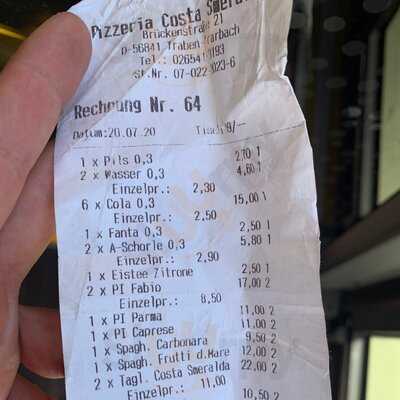 Pizzeria Costa Smeral
Brückenstraße 21
D-56841 Traben-Trarbach
Tel.: 02654 0193
St.Nr. 07-022 3023-6
Rechnung Nr. 64
Datum:20.07.20 Tisch 9/--
1 x Pils 0,3 2,70 1
2 x Wasser 0,3 4,60 1
Einzelpr.: 2,30
6 x Cola 0,3 15,00 1
Einzelpr.: 2,50
1 x Fanta 0,3 2,50 1
2 x A-Schorle 0,3 5,80 1
Einzelpr.: 2,90
1 x Eistee Zitrone 2,50 1
2 x PI Fabio 17,00 2
Einzelpr.: 8,50
1 x PI Parma 11,00 2
1 x PI Caprese 11,00 2
1 x Spagh. Carbonara 9,50 2
1 x Spagh. Frutti d.Mare 12,00 2
2 x Tagl. Costa Smeralda 22,00 2
Einzelpr.: 11,00
10,50 2